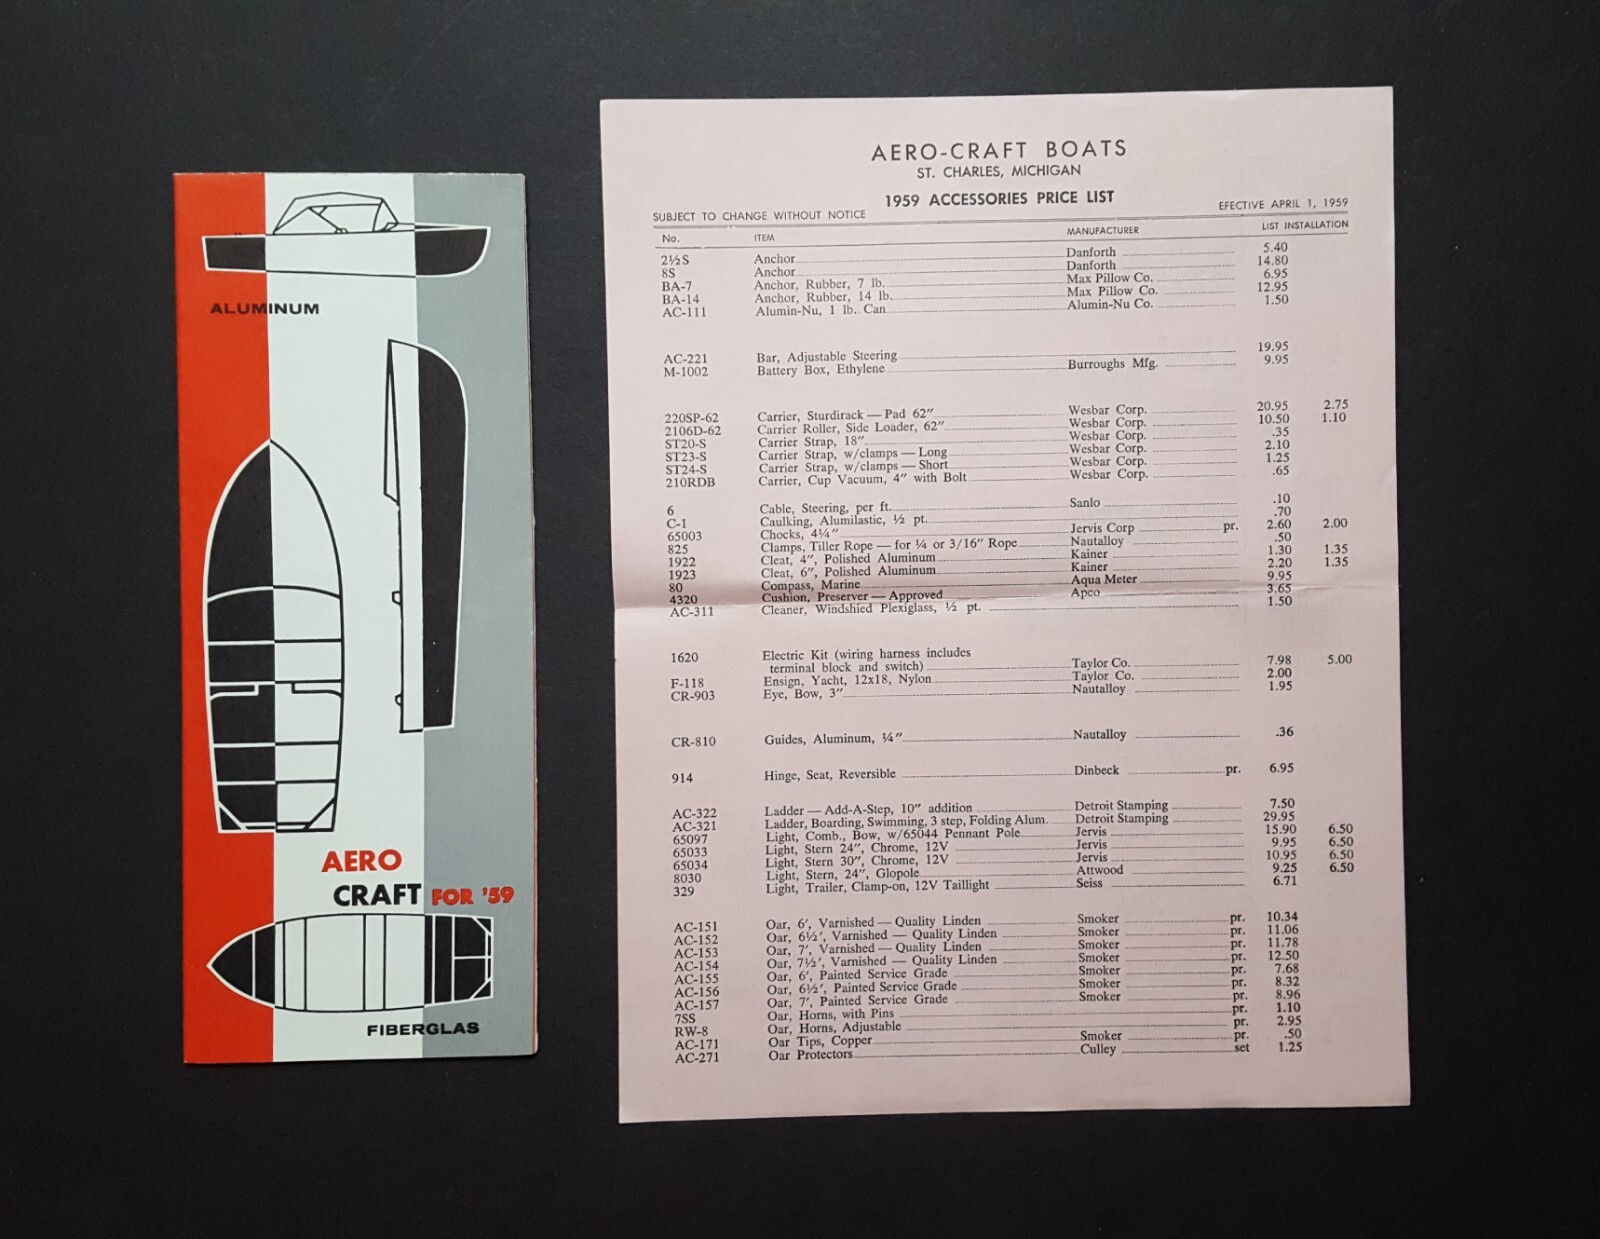 ALUMINUM
AERO
CRAFT FOR '59
FIBERGLAS
AERO-CRAFT BOATS
ST. CHARLES, MICHIGAN
1959 ACCESSORIES PRICE LIST
SUBJECT TO CHANGE WITHOUT NOTICE EFECTIVE APRIL 1, 1959
No. ITEM MANUFACTURER LIST INSTALLATION
2½S Anchor Danforth 5.40
8S Anchor Danforth 14.80
BA-7 Anchor, Rubber, 7 lb. Max Pillow Co. 6.95
BA-14 Anchor, Rubber, 14 lb. Max Pillow Co. 12.95
AC-111 Alumin-Nu, 1 lb. Can Alumin-Nu Co. 1.50
AC-221 Bar, Adjustable Steering 19.95
M-1002 Battery Box, Ethylene Burroughs Mfg. 9.95
220SP-62 Carrier, Sturdirack — Pad 62″ Wesbar Corp. 20.95 2.75
2106D-62 Carrier Roller, Side Loader, 62″ Wesbar Corp. 10.50 1.10
ST20-S Carrier Strap, 18″ Wesbar Corp. .35
ST23-S Carrier Strap, w/clamps — Long Wesbar Corp. 2.10
ST24-S Carrier Strap, w/clamps — Short Wesbar Corp. 1.25
210RDB Carrier, Cup Vacuum, 4″ with Bolt Wesbar Corp. .65
6 Cable, Steering, per ft. Sanlo .10
C-1 Caulking, Alumilastic, ½ pt. .70
65003 Chocks, 4¼″ Jervis Corp pr. 2.60 2.00
825 Clamps, Tiller Rope — for ¼ or 3/16″ Rope Nautalloy .50
1922 Cleat, 4″, Polished Aluminum Kainer 1.30 1.35
1923 Cleat, 6″, Polished Aluminum Kainer 2.20 1.35
80 Compass, Marine Aqua Meter 9.95
4320 Cushion, Preserver — Approved Apco 3.65
AC-311 Cleaner, Windshied Plexiglass, ½ pt. 1.50
1620 Electric Kit (wiring harness includes
terminal block and switch) Taylor Co. 7.98 5.00
F-118 Ensign, Yacht, 12x18, Nylon Taylor Co. 2.00
CR-903 Eye, Bow, 3″ Nautalloy 1.95
CR-810 Guides, Aluminum, ¼″ Nautalloy .36
914 Hinge, Seat, Reversible Dinbeck pr. 6.95
AC-322 Ladder — Add-A-Step, 10″ addition Detroit Stamping 7.50
AC-321 Ladder, Boarding, Swimming, 3 step, Folding Alum. Detroit Stamping 29.95
65097 Light, Comb., Bow, w/65044 Pennant Pole Jervis 15.90 6.50
65033 Light, Stern 24″, Chrome, 12V Jervis 9.95 6.50
65034 Light, Stern 30″, Chrome, 12V Jervis 10.95 6.50
8030 Light, Stern, 24″, Glopole Attwood 9.25 6.50
329 Light, Trailer, Clamp-on, 12V Taillight Seiss 6.71
AC-151 Oar, 6′, Varnished — Quality Linden Smoker pr. 10.34
AC-152 Oar, 6½′, Varnished — Quality Linden Smoker pr. 11.06
AC-153 Oar, 7′, Varnished — Quality Linden Smoker pr. 11.78
AC-154 Oar, 7½′, Varnished — Quality Linden Smoker pr. 12.50
AC-155 Oar, 6′, Painted Service Grade Smoker pr. 7.68
AC-156 Oar, 6½′, Painted Service Grade Smoker pr. 8.32
AC-157 Oar, 7′, Painted Service Grade Smoker pr. 8.96
7SS Oar, Horns, with Pins pr. 1.10
RW-8 Oar, Horns, Adjustable pr. 2.95
AC-171 Oar Tips, Copper Smoker pr. .50
AC-271 Oar Protectors Culley set 1.25